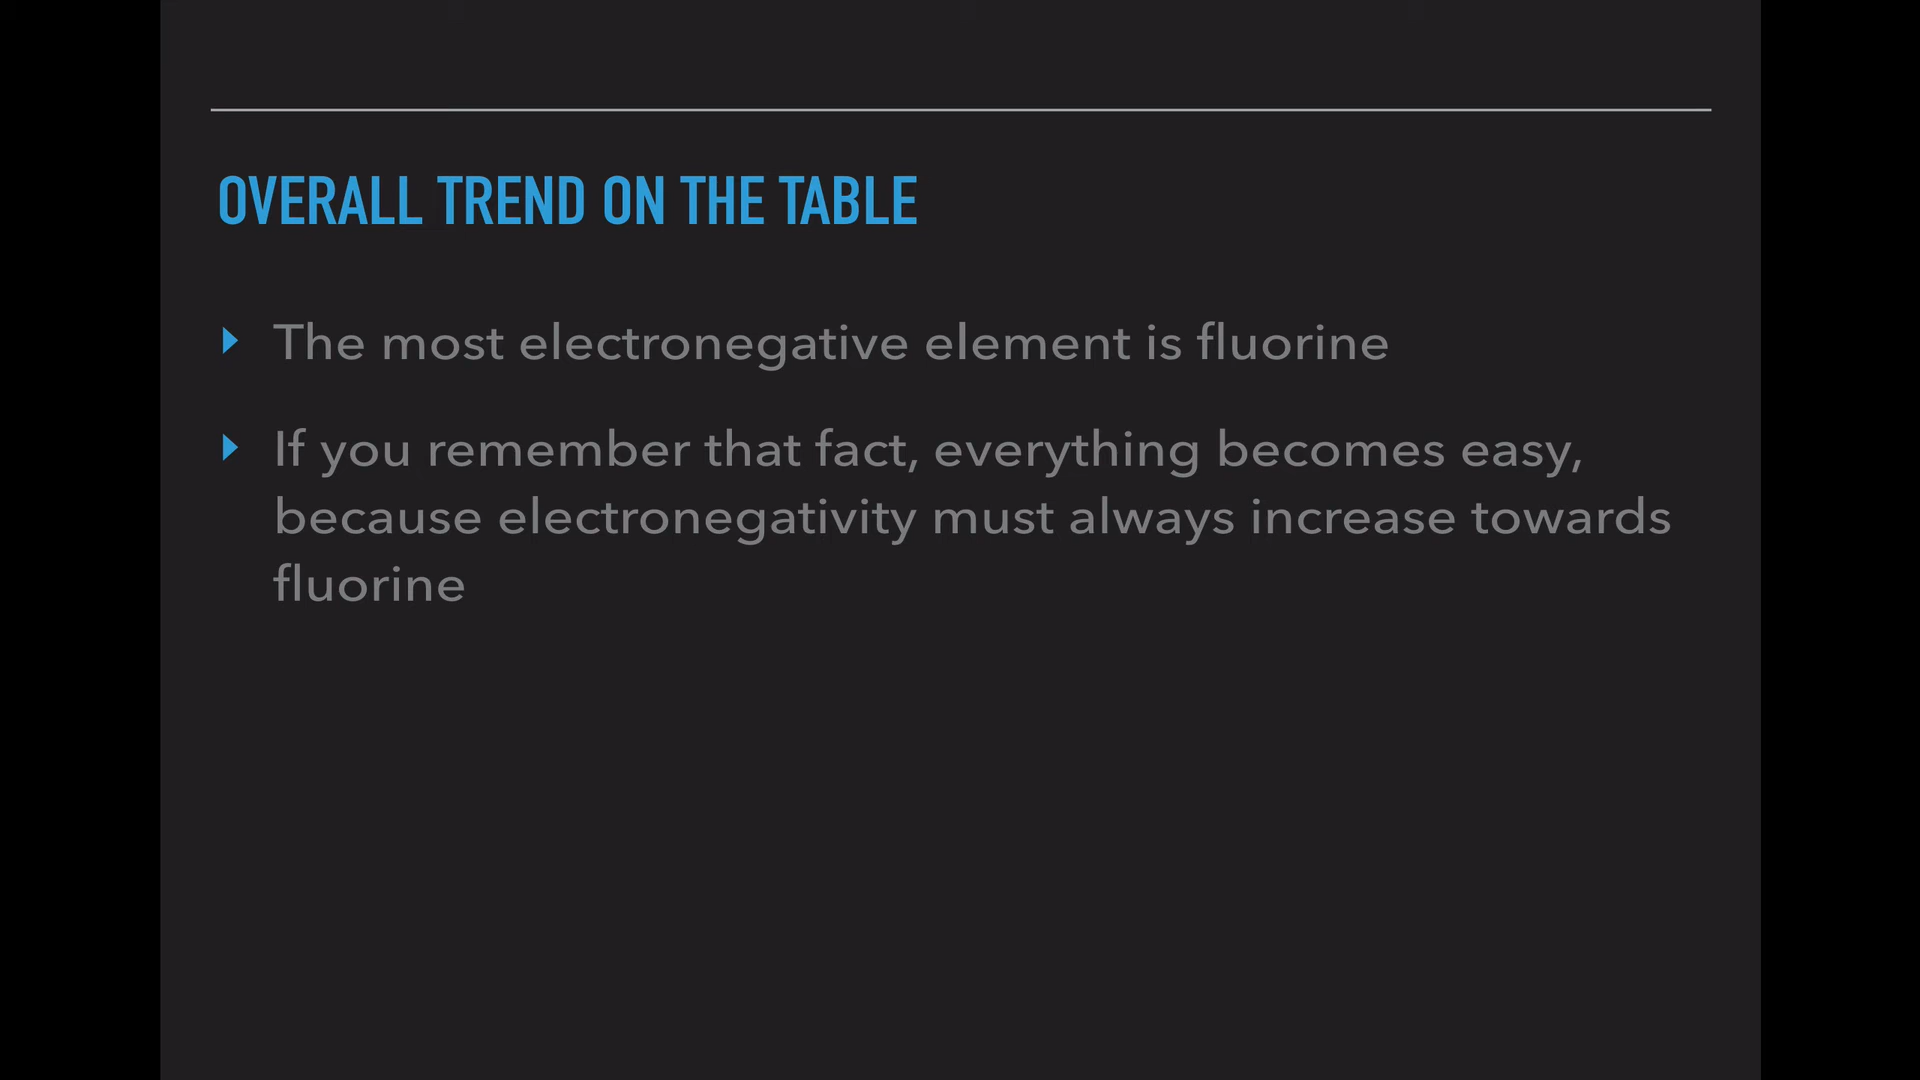 OVERALL TREND ON THE TABLE
The most electronegative element is fluorine
If you remember that fact, everything becomes easy,
because electronegativity must always increase towards
fluorine